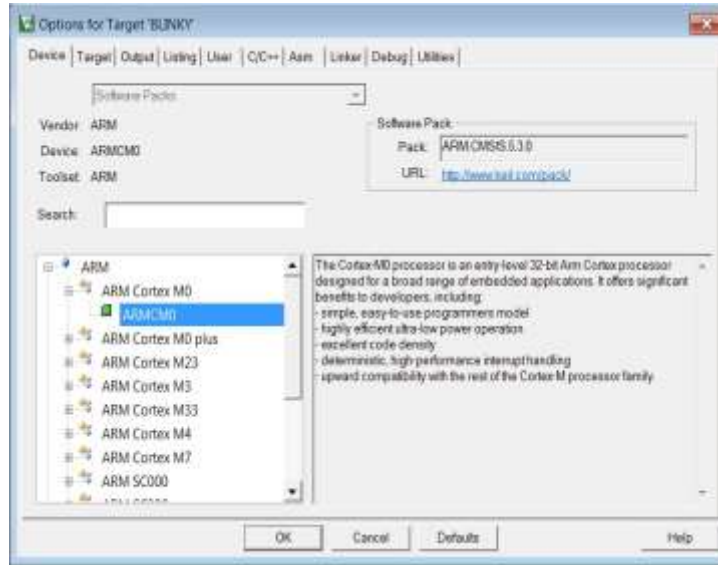 Options for Target 'BLINKY'
Device Target Output Listing User C/C++ Asm Linker Debug Utilities
Software Packs
Vendor: ARM
Device: ARMCM0
Toolset: ARM
Search:
Software Pack
Pack: ARM.CMSIS.5.3.0
URL: http://www.keil.com/pack/
ARM
ARM Cortex M0
ARMCM0
ARM Cortex M0 plus
ARM Cortex M23
ARM Cortex M3
ARM Cortex M33
ARM Cortex M4
ARM Cortex M7
ARM SC000
The Cortex-M0 processor is an entry-level 32-bit Arm Cortex processor
designed for a broad range of embedded applications. It offers significant
benefits to developers, including:
- simple, easy-to-use programmers model
- highly efficient ultra-low power operation
- excellent code density
- deterministic, high-performance interrupt handling
- upward compatibility with the rest of the Cortex-M processor family.
OK Cancel Defaults Help